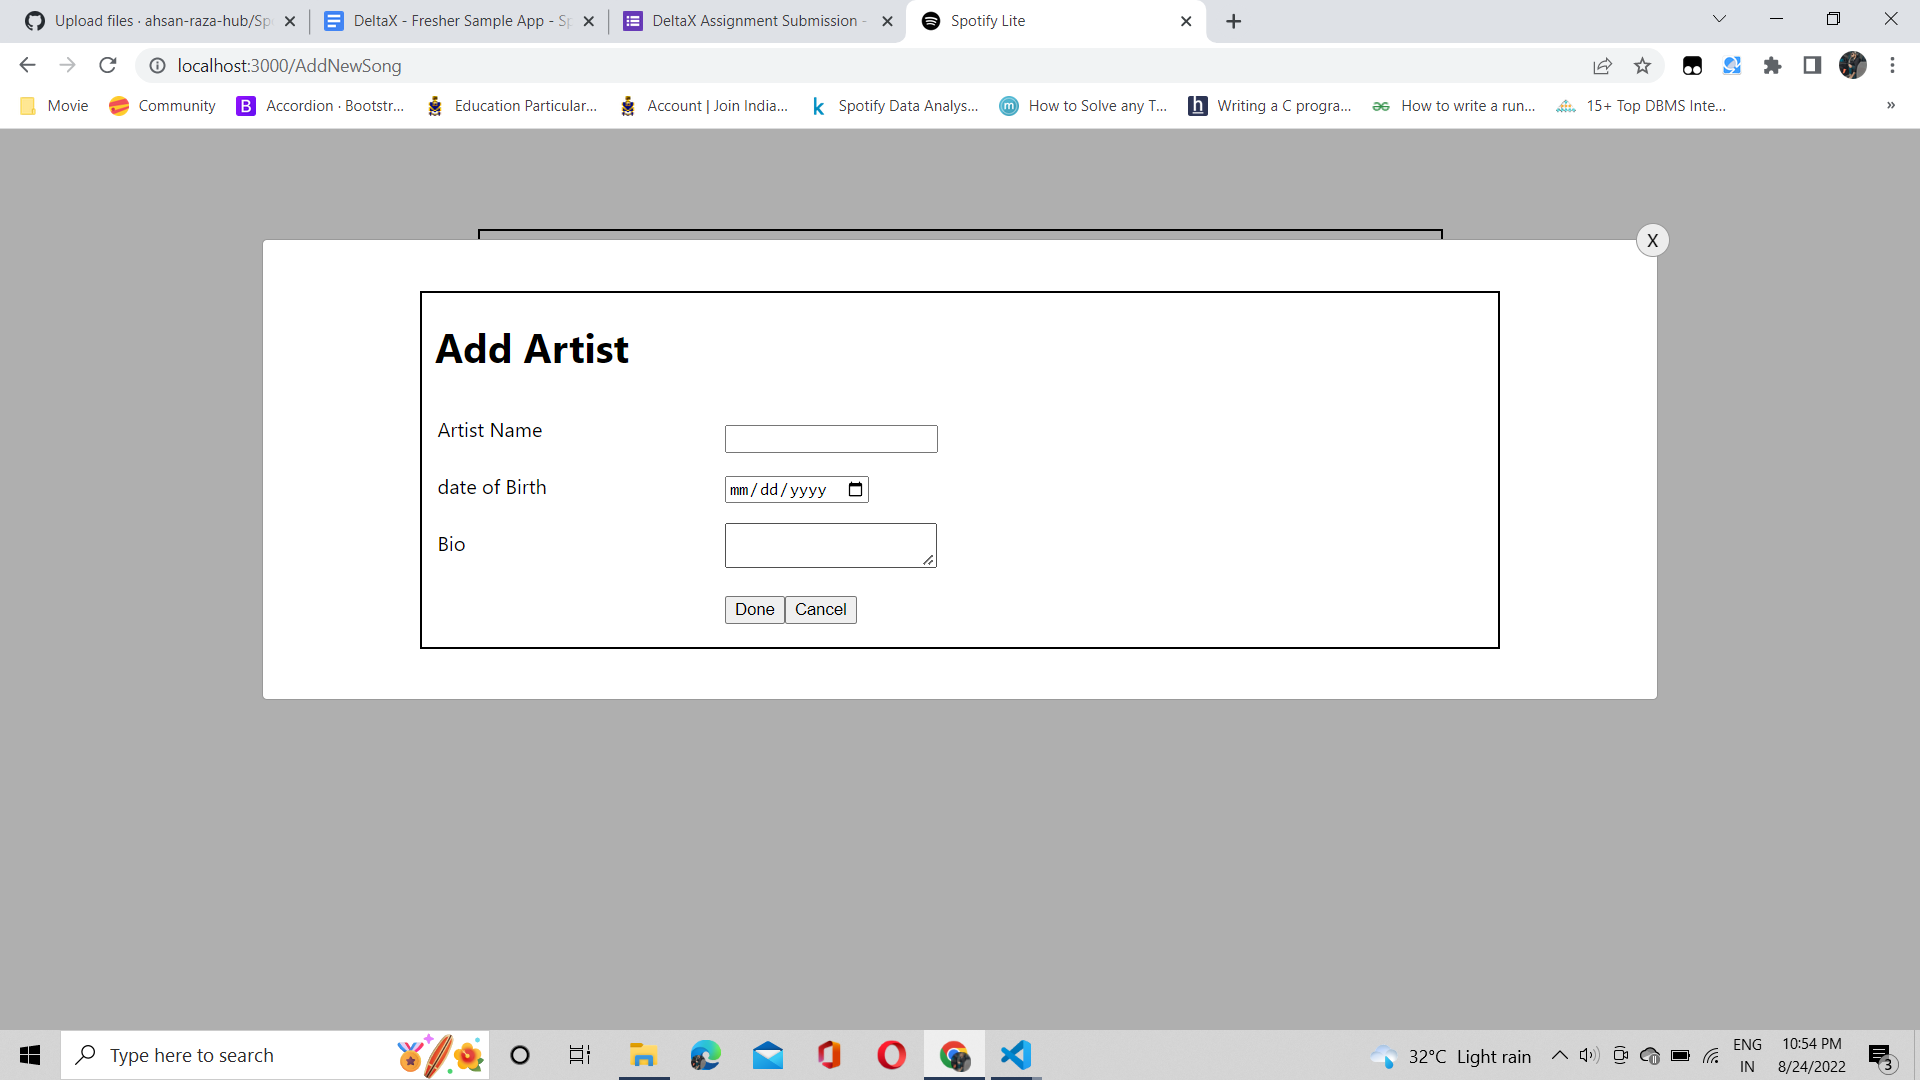 Upload files · ahsan-raza-hub/Sp
DeltaX - Fresher Sample App - Sp
DeltaX Assignment Submission -
Spotify Lite
localhost:3000/AddNewSong
Movie
Community
B Accordion · Bootstr...
Education Particular...
Account | Join India...
k Spotify Data Analys...
m How to Solve any T...
h Writing a C progra...
How to write a run...
15+ Top DBMS Inte...
»
X
Add Artist
Artist Name
date of Birth
mm/dd/yyyy
Bio
Done Cancel
Type here to search
32°C Light rain
ENG
IN
10:54 PM
8/24/2022
3